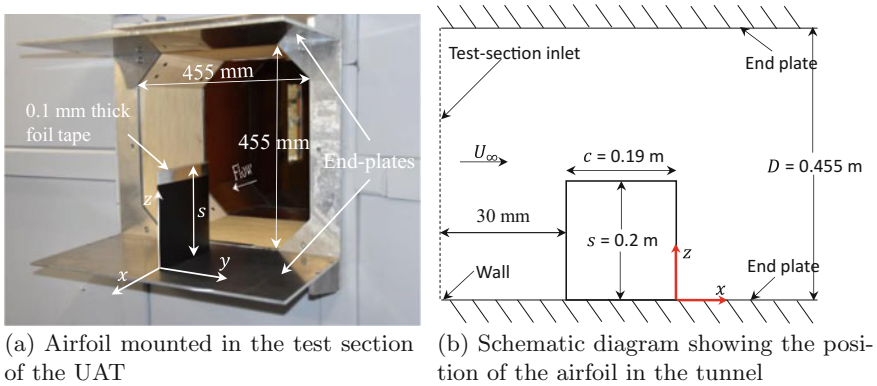 455 mm
0.1 mm thick
foil tape
455 mm
End-plates
Flow
z
s
x
y
(a) Airfoil mounted in the test section
of the UAT
Test-section inlet
End plate
U∞
c = 0.19 m
D = 0.455 m
30 mm
s = 0.2 m
z
Wall
End plate
x
(b) Schematic diagram showing the posi-
tion of the airfoil in the tunnel